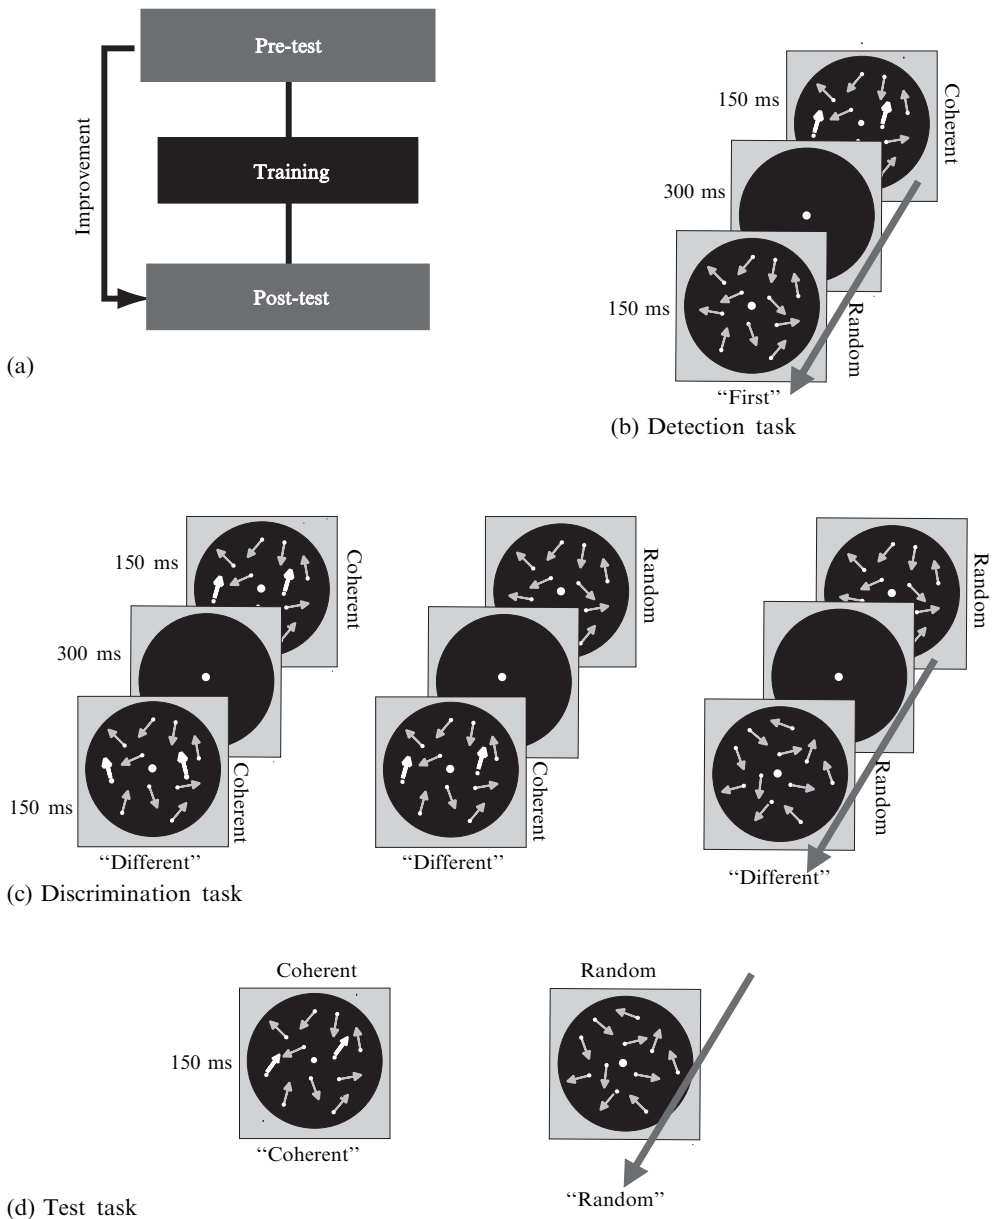 Pre-test
Improvement
Training
Post-test
(a)
150 ms
Coherent
300 ms
150 ms
Random
“First”
(b) Detection task
150 ms
Coherent
300 ms
150 ms
Coherent
“Different”
Random
Coherent
“Different”
Random
Random
“Different”
(c) Discrimination task
Coherent
150 ms
“Coherent”
Random
“Random”
(d) Test task